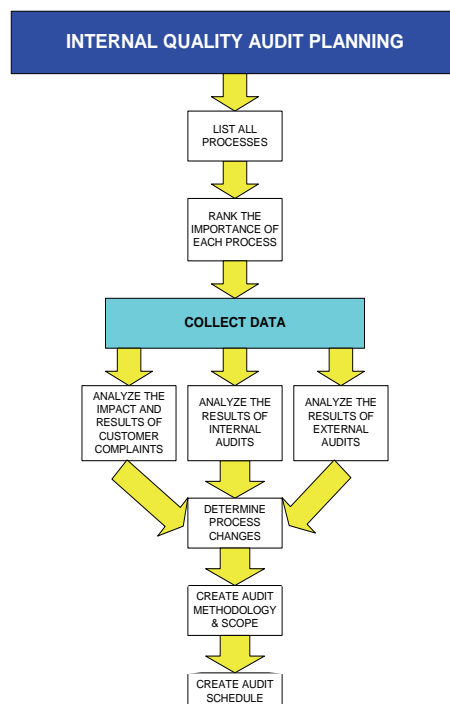 INTERNAL QUALITY AUDIT PLANNING
LIST ALL
PROCESSES
RANK THE
IMPORTANCE OF
EACH PROCESS
COLLECT DATA
ANALYZE THE
IMPACT AND
RESULTS OF
CUSTOMER
COMPLAINTS
ANALYZE THE
RESULTS OF
INTERNAL
AUDITS
ANALYZE THE
RESULTS OF
EXTERNAL
AUDITS
DETERMINE
PROCESS
CHANGES
CREATE AUDIT
METHODOLOGY
& SCOPE
CREATE AUDIT
SCHEDULE